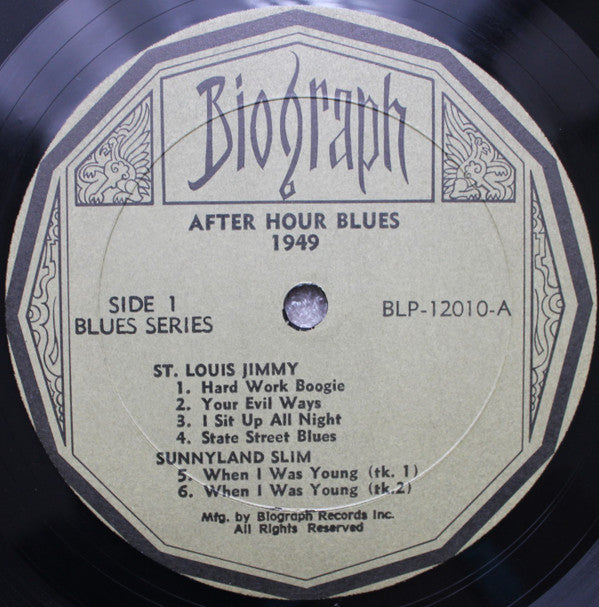 Biograph
AFTER HOUR BLUES
1949
SIDE 1
BLUES SERIES
BLP-12010-A
ST. LOUIS JIMMY
1. Hard Work Boogie
2. Your Evil Ways
3. I Sit Up All Night
4. State Street Blues
SUNNYLAND SLIM
5. When I Was Young (tk. 1)
6. When I Was Young (tk.2)
Mfg. by Biograph Records Inc.
All Rights Reserved